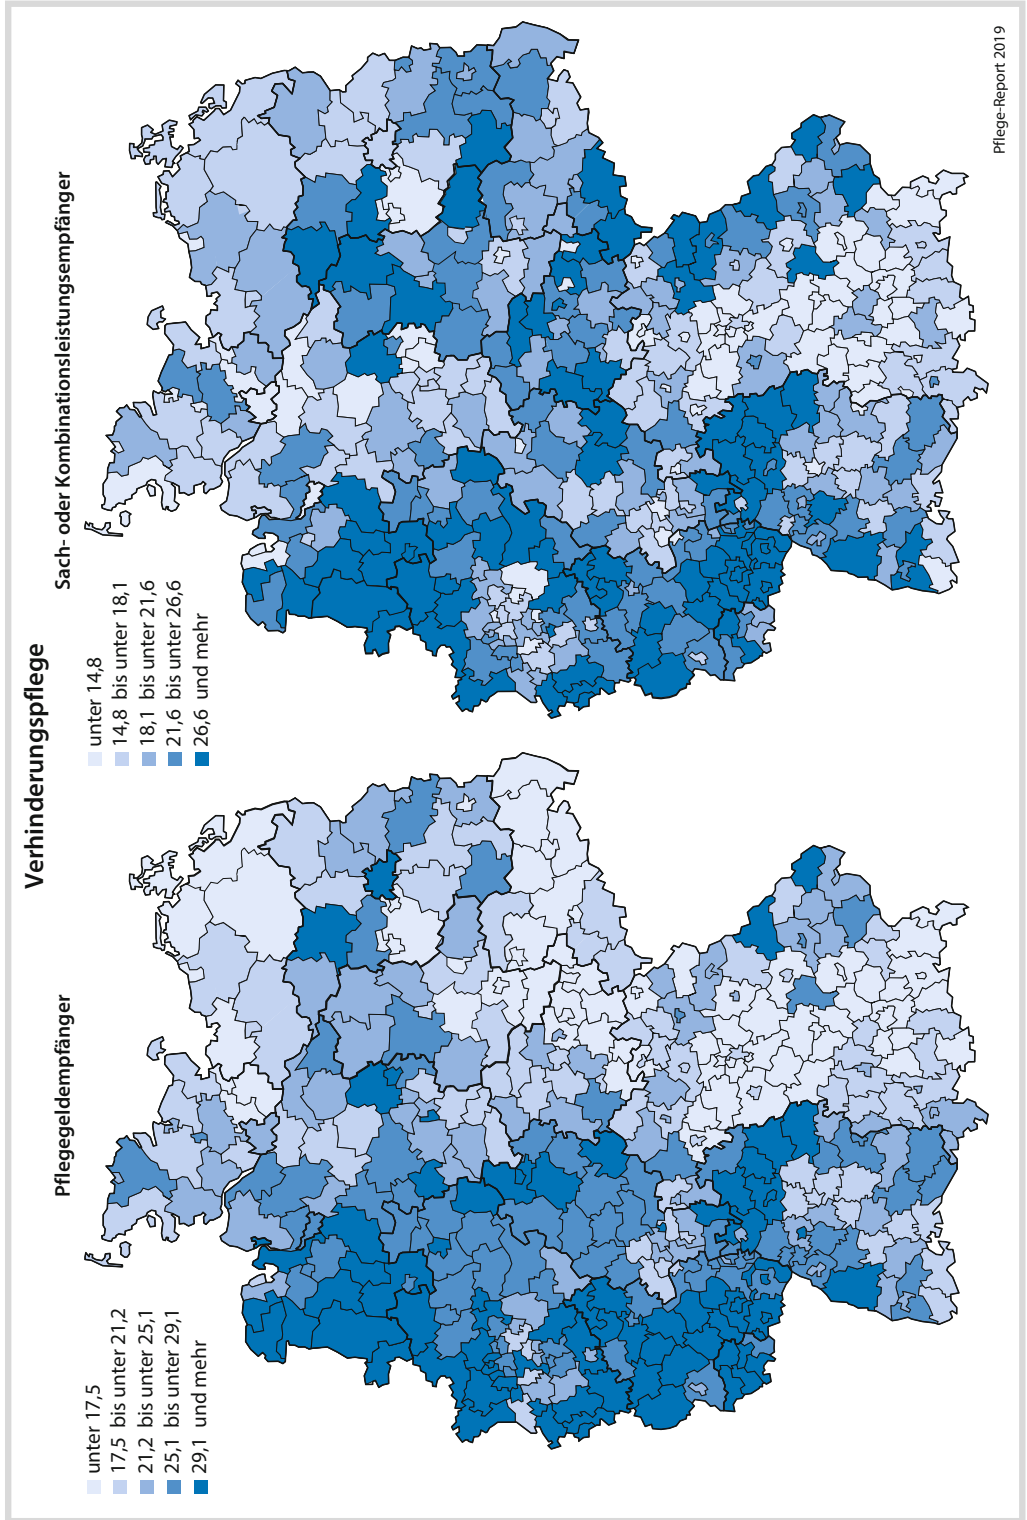 Verhinderungspflege
Pflegegeldempfänger
unter 17,5
17,5 bis unter 21,2
21,2 bis unter 25,1
25,1 bis unter 29,1
29,1 und mehr
Sach- oder Kombinationsleistungsempfänger
unter 14,8
14,8 bis unter 18,1
18,1 bis unter 21,6
21,6 bis unter 26,6
26,6 und mehr
Pflege-Report 2019